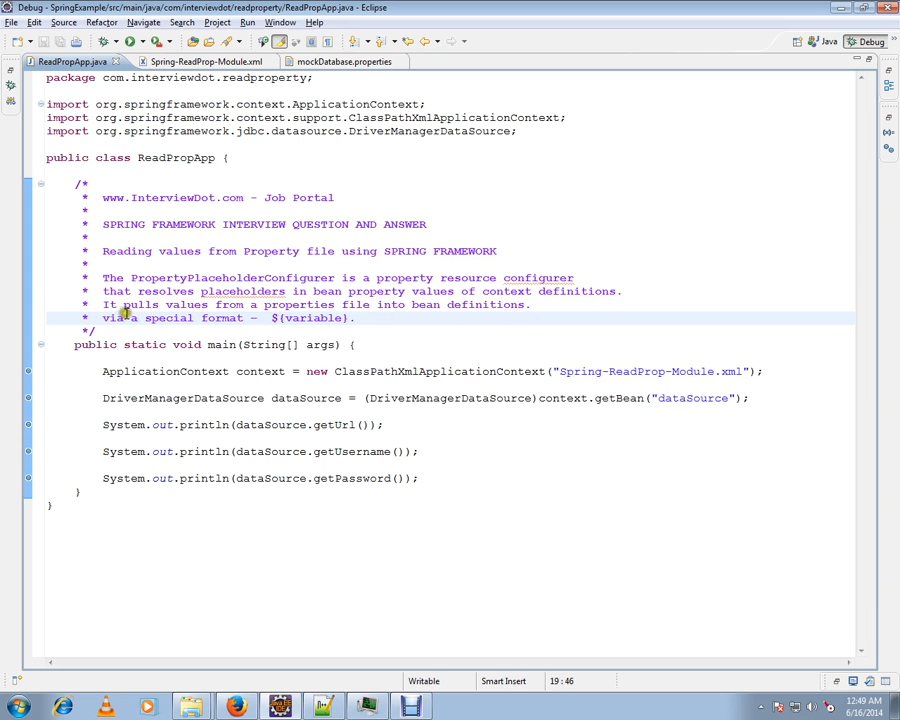 Debug - SpringExample/src/main/java/com/interviewdot/readproperty/ReadPropApp.java - Eclipse
File Edit Source Refactor Navigate Search Project Run Window Help
Java Debug
ReadPropApp.java Spring-ReadProp-Module.xml mockDatabase.properties
package com.interviewdot.readproperty;
import org.springframework.context.ApplicationContext;
import org.springframework.context.support.ClassPathXmlApplicationContext;
import org.springframework.jdbc.datasource.DriverManagerDataSource;
public class ReadPropApp {
/*
* www.InterviewDot.com - Job Portal
*
* SPRING FRAMEWORK INTERVIEW QUESTION AND ANSWER
*
* Reading values from Property file using SPRING FRAMEWORK
*
* The PropertyPlaceholderConfigurer is a property resource configurer
* that resolves placeholders in bean property values of context definitions.
* It pulls values from a properties file into bean definitions.
* via a special format – ${variable}.
*/
public static void main(String[] args) {
ApplicationContext context = new ClassPathXmlApplicationContext("Spring-ReadProp-Module.xml");
DriverManagerDataSource dataSource = (DriverManagerDataSource)context.getBean("dataSource");
System.out.println(dataSource.getUrl());
System.out.println(dataSource.getUsername());
System.out.println(dataSource.getPassword());
}
}
Writable Smart Insert 19 : 46
12:49 AM
6/16/2014